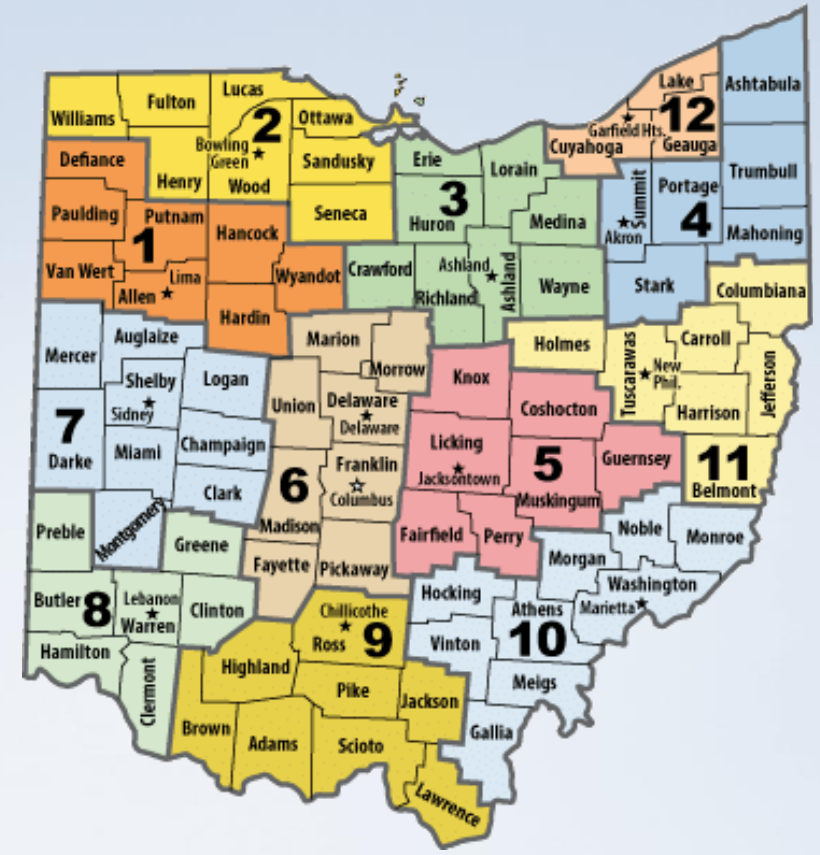 Williams
Fulton
Lucas
2
Ottawa
Bowling
Green
Henry
Wood
Sandusky
Seneca
Defiance
Paulding
Putnam
1
Hancock
Van Wert
Lima
Allen
Wyandot
Hardin
Erie
3
Huron
Lorain
Medina
Crawford
Ashland
Richland
Ashland
Wayne
Lake
12
Garfield Hts.
Cuyahoga
Geauga
Ashtabula
Summit
Akron
Portage
4
Trumbull
Mahoning
Stark
Columbiana
Holmes
Tuscarawas
New
Phil.
Carroll
Harrison
Jefferson
11
Belmont
Mercer
Auglaize
Shelby
Sidney
Logan
7
Darke
Miami
Champaign
Clark
Montgomery
Marion
Morrow
Union
Delaware
Delaware
Franklin
Columbus
6
Madison
Fayette
Pickaway
Knox
Coshocton
Licking
Jacksontown
5
Muskingum
Guernsey
Fairfield
Perry
Preble
Greene
Butler
8
Lebanon
Warren
Clinton
Hamilton
Clermont
Chillicothe
Ross
9
Highland
Pike
Jackson
Brown
Adams
Scioto
Lawrence
Hocking
Athens
10
Vinton
Meigs
Gallia
Morgan
Noble
Monroe
Washington
Marietta